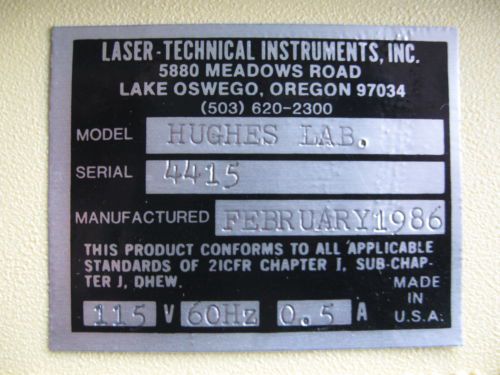 LASER-TECHNICAL INSTRUMENTS, INC.
5880 MEADOWS ROAD
LAKE OSWEGO, OREGON 97034
(503) 620-2300
MODEL HUGHES LAB.
SERIAL 4415
MANUFACTURED FEBRUARY1986
THIS PRODUCT CONFORMS TO ALL APPLICABLE
STANDARDS OF 21CFR CHAPTER I, SUB-CHAP-
TER J, DHEW.
MADE
IN
U.S.A.
115 V 60Hz 0.5 A